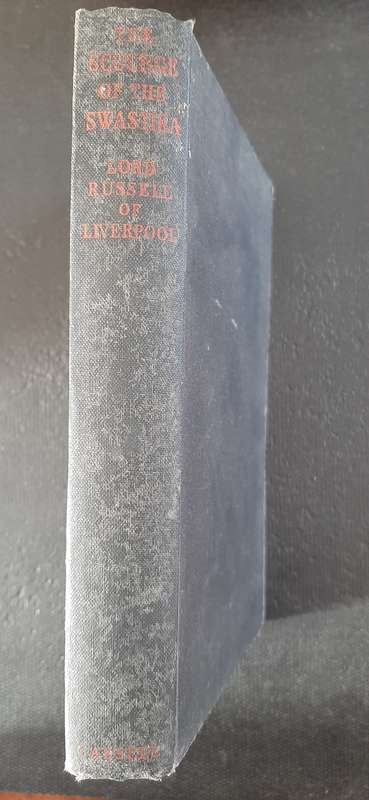 THE
SCOURGE
OF THE
SWASTIKA
LORD
RUSSELL
OF
LIVERPOOL
CASSELL